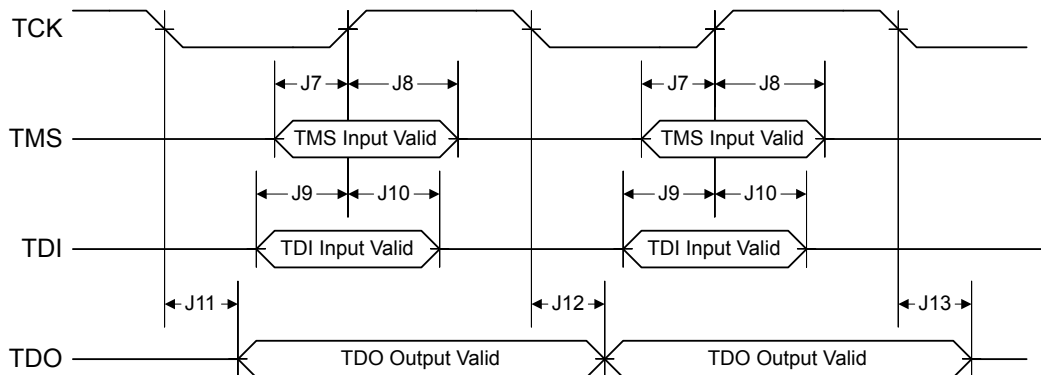 TCK
J7 J8 J7 J8
TMS TMS Input Valid TMS Input Valid
J9 J10 J9 J10
TDI TDI Input Valid TDI Input Valid
J11 J12 J13
TDO TDO Output Valid TDO Output Valid